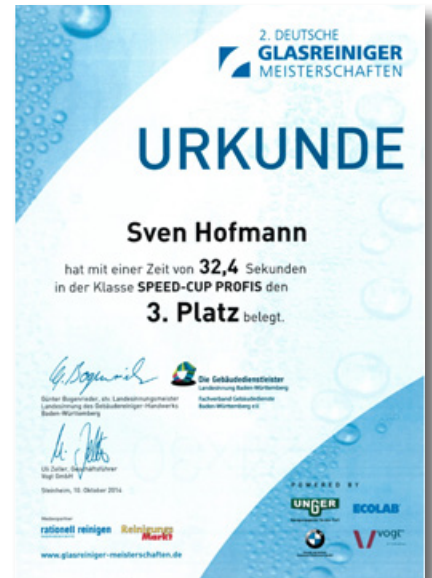 2. DEUTSCHE
GLASREINIGER
MEISTERSCHAFTEN
URKUNDE
Sven Hofmann
hat mit einer Zeit von 32,4 Sekunden
in der Klasse SPEED-CUP PROFIS den
3. Platz belegt.
Die Gebäudedienstleister
Landesinnung Baden-Württemberg
Fachverband Gebäudedienste
Baden-Württemberg e.V.
Günter Bogenrieder, stv. Landesinnungsmeister
Landesinnung des Gebäudereiniger-Handwerks
Baden-Württemberg
Uli Zoller, Geschäftsführer
Vogt GmbH
Steinheim, 10. Oktober 2014
POWERED BY
UNGER
ECOLAB
vogt
Medienpartner
rationell reinigen
Reinigungs
Markt
www.glasreiniger-meisterschaften.de